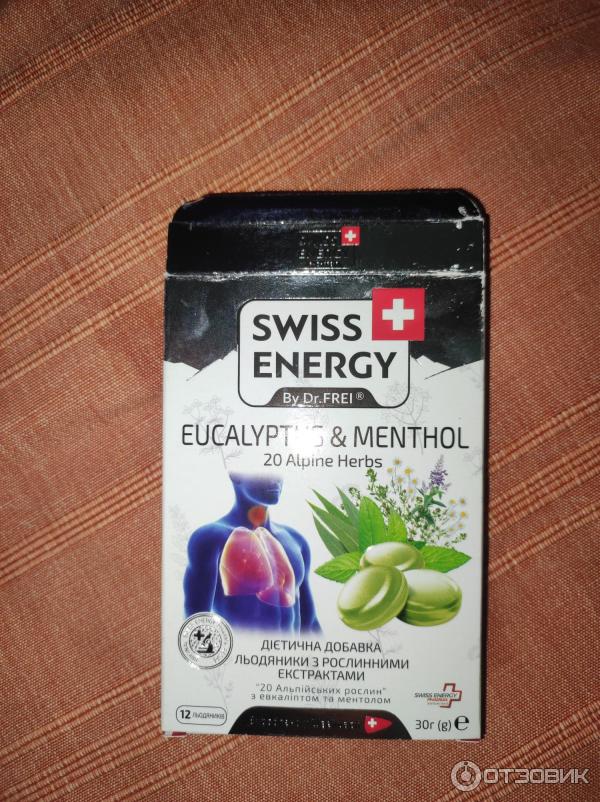 SWISS
ENERGY
By Dr.FREI®
EUCALYPTUS & MENTHOL
20 Alpine Herbs
ДІЄТИЧНА ДОБАВКА
ЛЬОДЯНИКИ З РОСЛИННИМИ
ЕКСТРАКТАМИ
"20 Альпійських рослин"
з евкаліптом та ментолом
SWISS ENERGY
12 ЛЬОДЯНИКІВ
30г (g) ℮
ОТЗОВИК